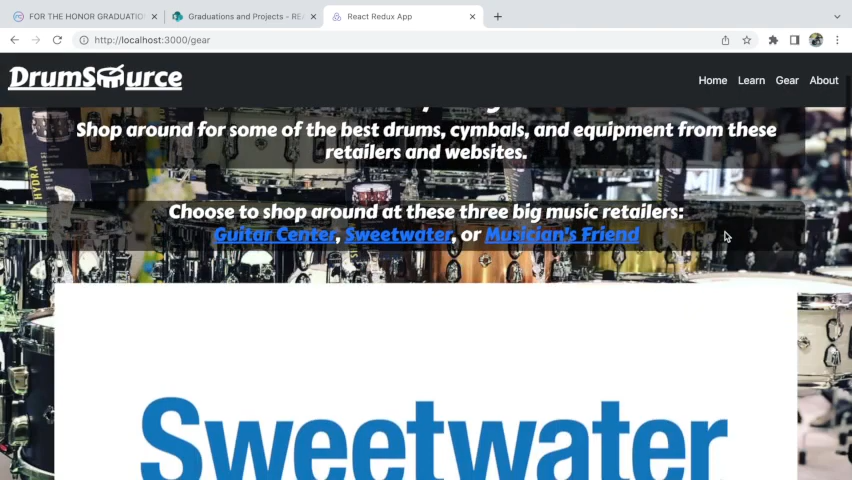 FOR THE HONOR GRADUATIO
Graduations and Projects - RE
React Redux App
http://localhost:3000/gear
DrumSource
Home Learn Gear About
Shop around for some of the best drums, cymbals, and equipment from these
retailers and websites.
Choose to shop around at these three big music retailers:
Guitar Center, Sweetwater, or Musician's Friend
HYDRA
Sweetwater